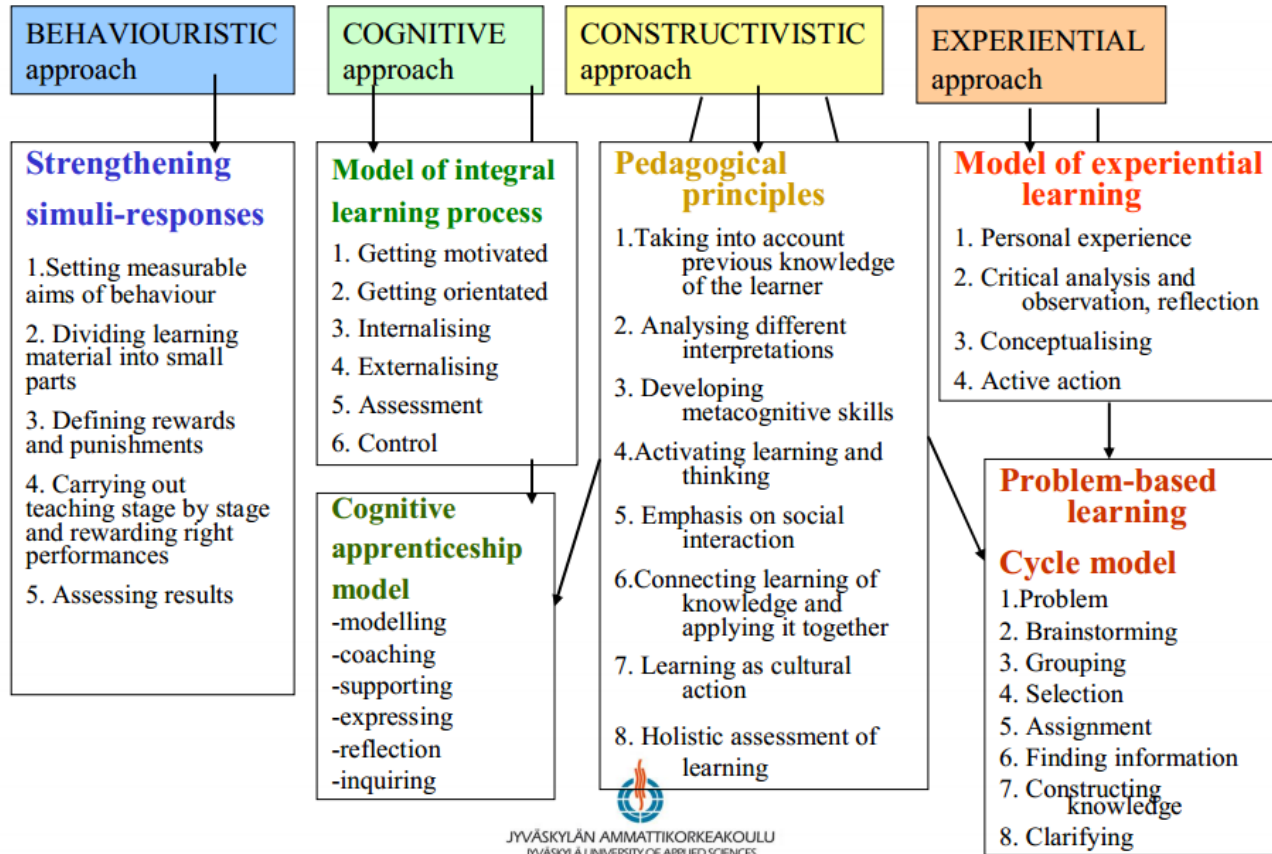 BEHAVIOURISTIC
approach
Strengthening
simuli-responses
1.Setting measurable
aims of behaviour
2. Dividing learning
material into small
parts
3. Defining rewards
and punishments
4. Carrying out
teaching stage by stage
and rewarding right
performances
5. Assessing results
COGNITIVE
approach
Model of integral
learning process
1. Getting motivated
2. Getting orientated
3. Internalising
4. Externalising
5. Assessment
6. Control
Cognitive
apprenticeship
model
-modelling
-coaching
-supporting
-expressing
-reflection
-inquiring
CONSTRUCTIVISTIC
approach
Pedagogical
principles
1.Taking into account
previous knowledge
of the learner
2. Analysing different
interpretations
3. Developing
metacognitive skills
4.Activating learning and
thinking
5. Emphasis on social
interaction
6.Connecting learning of
knowledge and
applying it together
7. Learning as cultural
action
8. Holistic assessment of
learning
EXPERIENTIAL
approach
Model of experiential
learning
1. Personal experience
2. Critical analysis and
observation, reflection
3. Conceptualising
4. Active action
Problem-based
learning
Cycle model
1.Problem
2. Brainstorming
3. Grouping
4. Selection
5. Assignment
6. Finding information
7. Constructing
knowledge
8. Clarifying
JYVÄSKYLÄN AMMATTIKORKEAKOULU
JYVÄSKYLÄ UNIVERSITY OF APPLIED SCIENCES